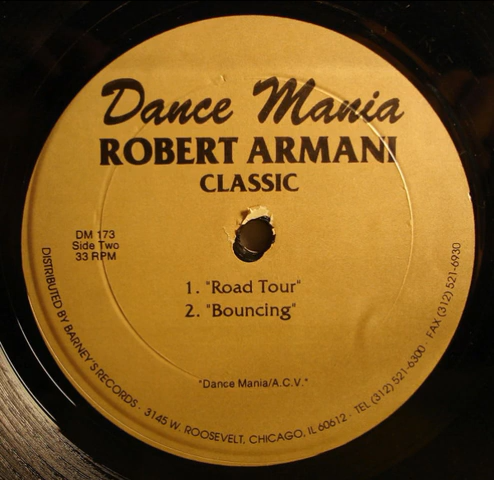 Dance Mania
ROBERT ARMANI
CLASSIC
DM 173
Side Two
33 RPM
1. "Road Tour"
2. "Bouncing"
"Dance Mania/A.C.V."
DISTRIBUTED BY BARNEY'S RECORDS · 3145 W. ROOSEVELT, CHICAGO, IL 60612 · TEL (312) 521-6300 · FAX (312) 521-6930